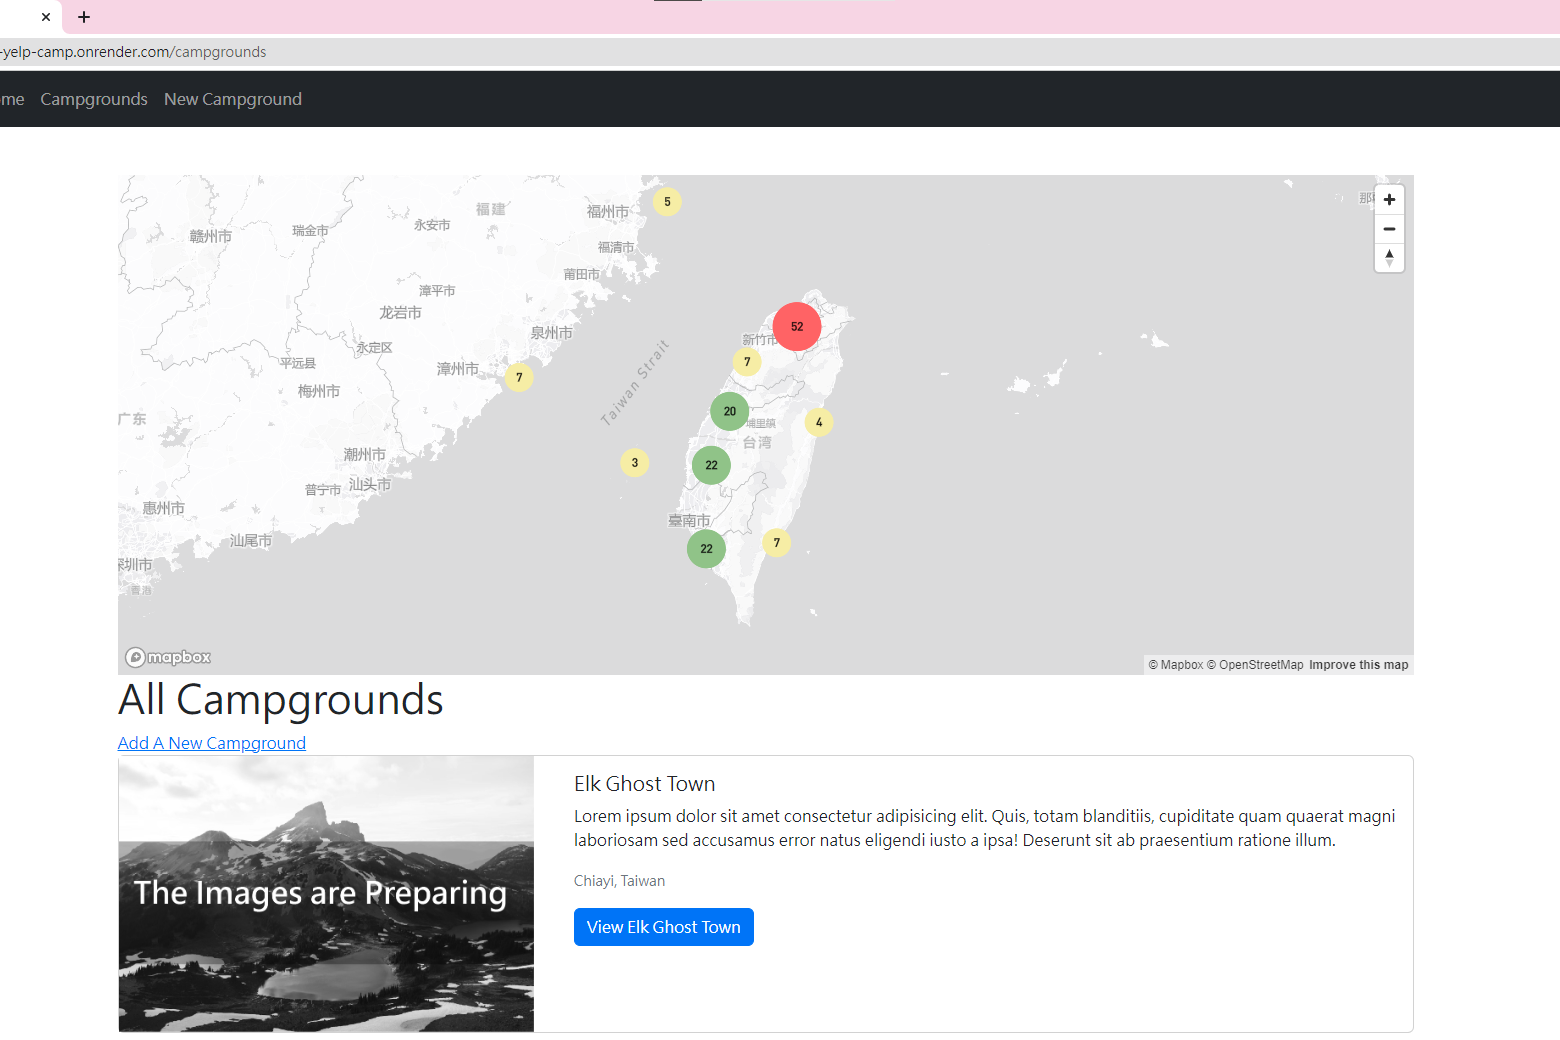 -yelp-camp.onrender.com/campgrounds
me Campgrounds New Campground
5
福州市
福建
赣州市
瑞金市
永安市
福清市
莆田市
漳平市
龙岩市
泉州市
52
新竹市
永定区
平远县
漳州市
7
7
梅州市
Taiwan Strait
广东
20
埔里鎮
4
台湾
潮州市
3
22
普宁市
汕头市
惠州市
臺南市
汕尾市
22
7
深圳市
香港
mapbox
© Mapbox © OpenStreetMap Improve this map
All Campgrounds
Add A New Campground
Elk Ghost Town
Lorem ipsum dolor sit amet consectetur adipisicing elit. Quis, totam blanditiis, cupiditate quam quaerat magni
laboriosam sed accusamus error natus eligendi iusto a ipsa! Deserunt sit ab praesentium ratione illum.
The Images are Preparing
Chiayi, Taiwan
View Elk Ghost Town